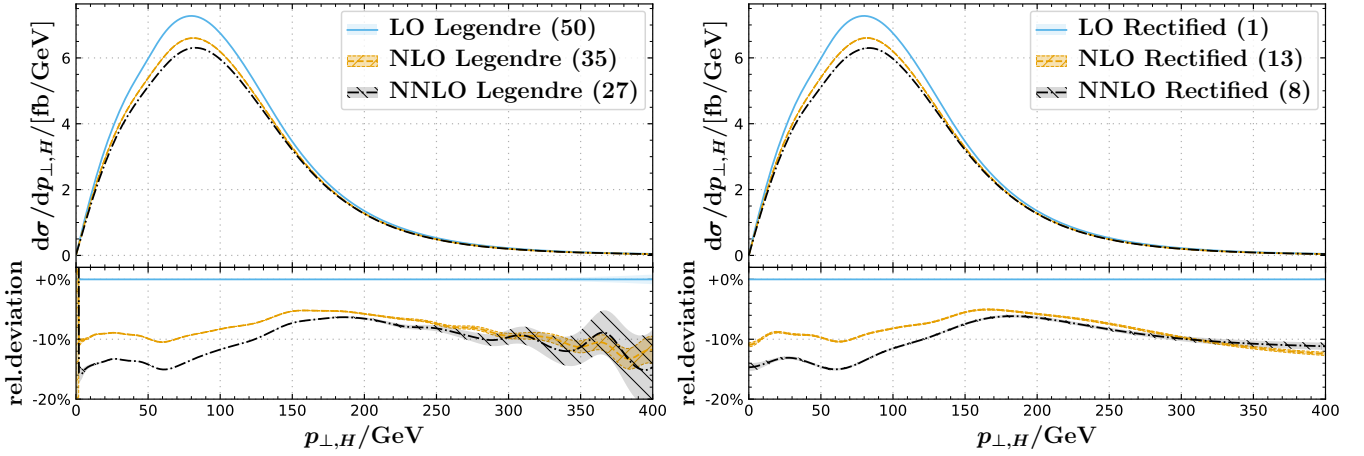 dσ/dp⊥,H/[fb/GeV]
6
4
2
0
LO Legendre (50)
NLO Legendre (35)
NNLO Legendre (27)
rel.deviation
+0%
-10%
-20%
0 50 100 150 200 250 300 350 400
p⊥,H/GeV
dσ/dp⊥,H/[fb/GeV]
6
4
2
0
LO Rectified (1)
NLO Rectified (13)
NNLO Rectified (8)
rel.deviation
+0%
-10%
-20%
0 50 100 150 200 250 300 350 400
p⊥,H/GeV